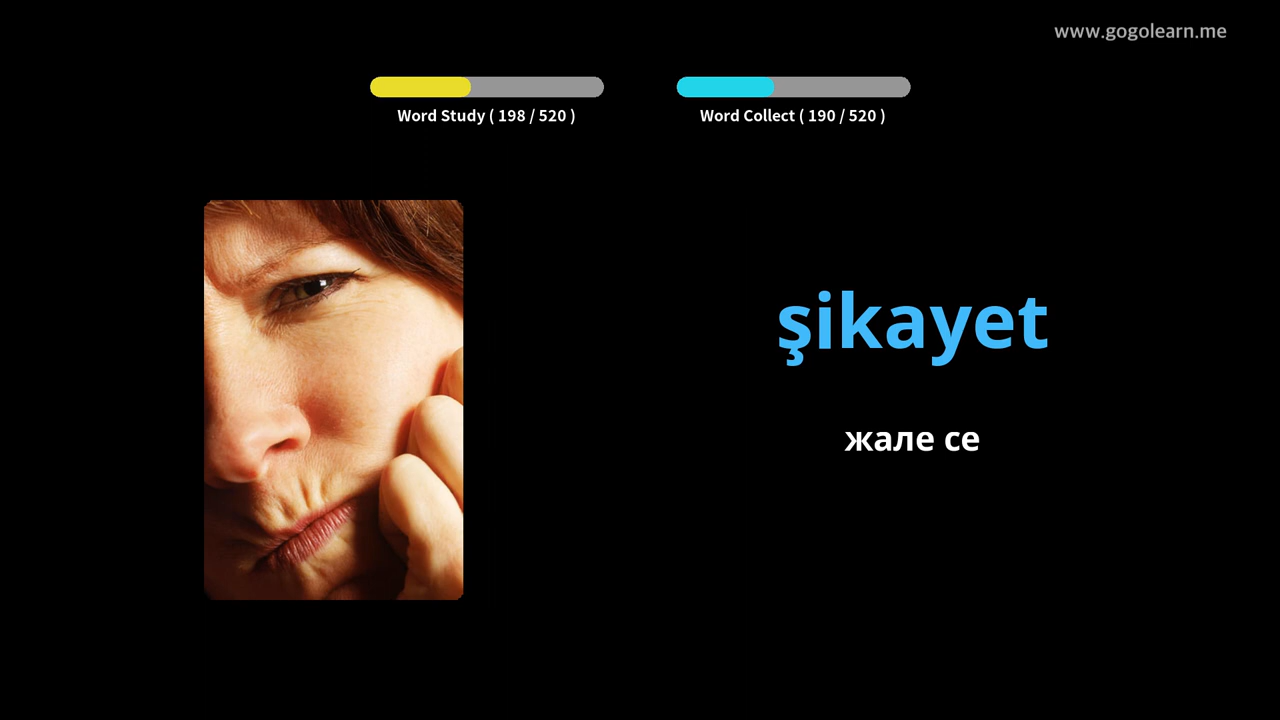 www.gogolearn.me
Word Study ( 198 / 520 )
Word Collect ( 190 / 520 )
şikayet
жале се